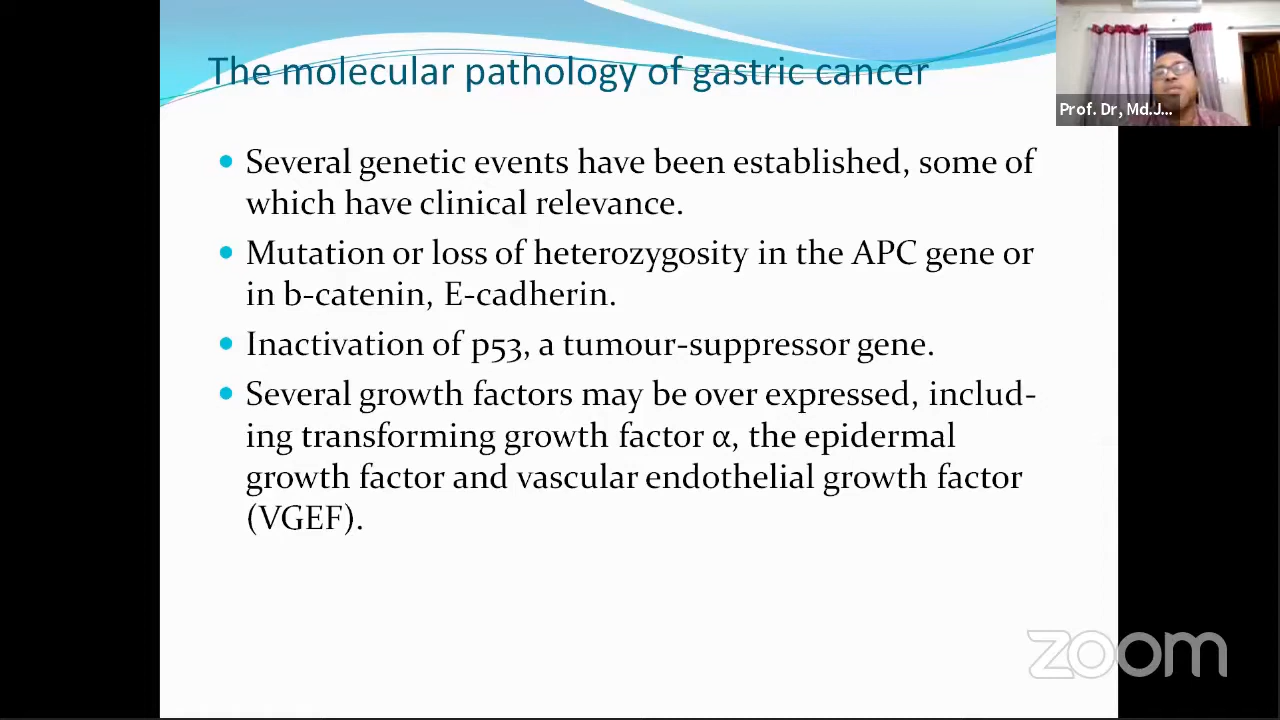 The molecular pathology of gastric cancer
Prof. Dr, Md.J...
• Several genetic events have been established, some of
which have clinical relevance.
• Mutation or loss of heterozygosity in the APC gene or
in b-catenin, E-cadherin.
• Inactivation of p53, a tumour-suppressor gene.
• Several growth factors may be over expressed, includ-
ing transforming growth factor α, the epidermal
growth factor and vascular endothelial growth factor
(VGEF).
zoom